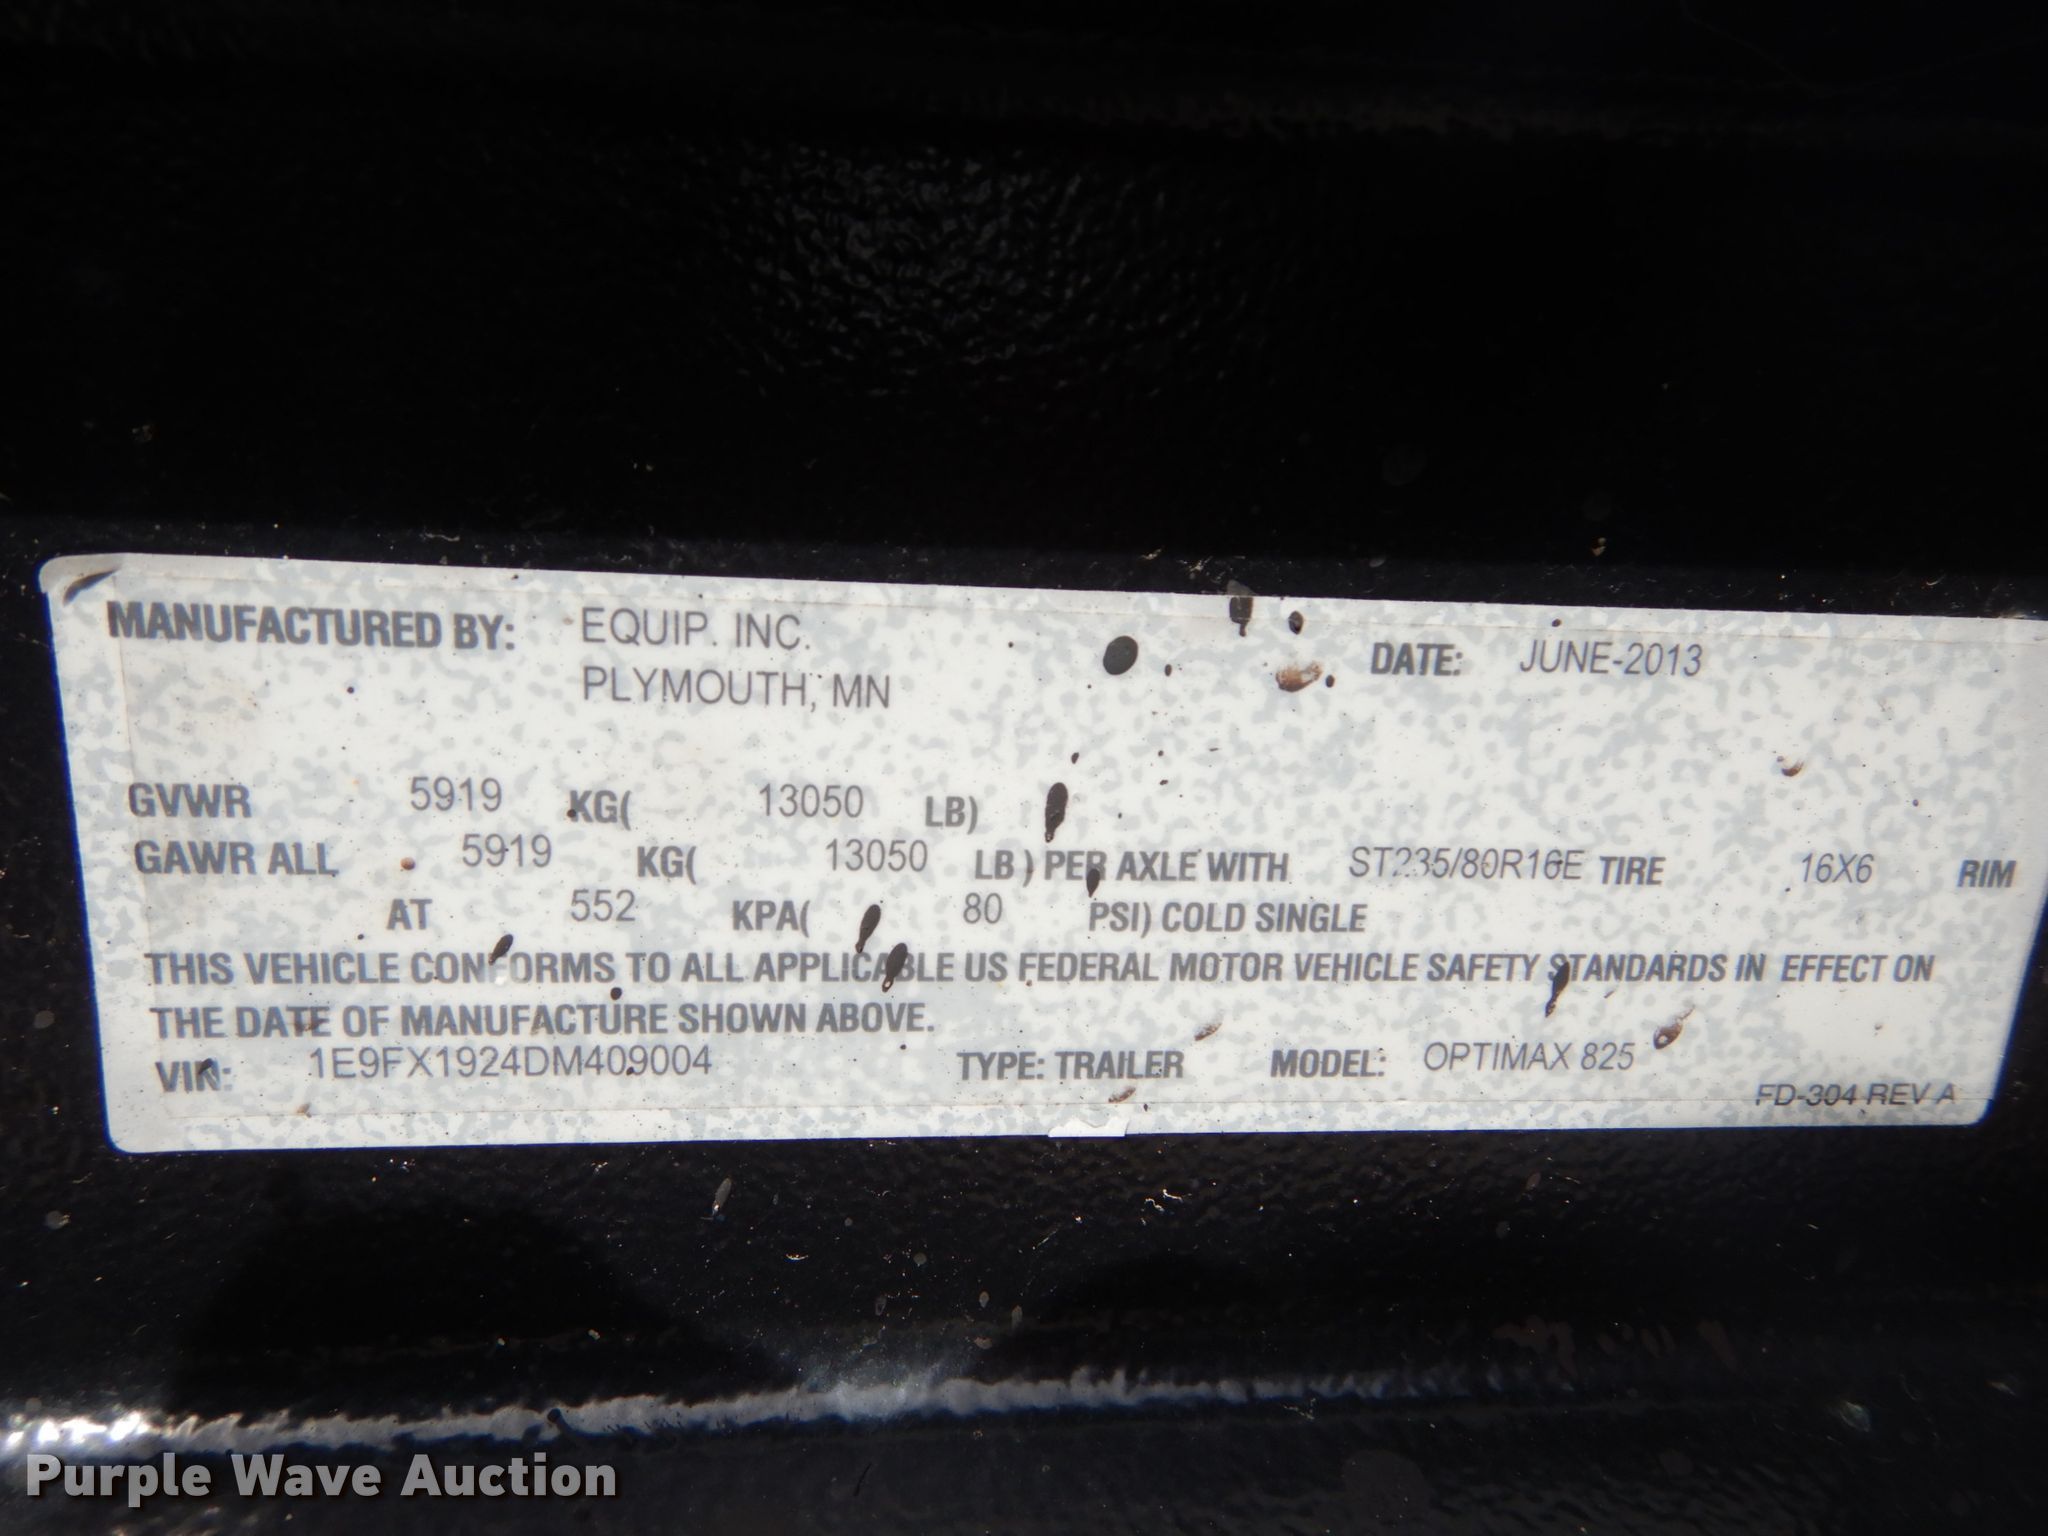 MANUFACTURED BY: EQUIP. INC. DATE: JUNE-2013
PLYMOUTH, MN
GVWR 5919 KG( 13050 LB)
GAWR ALL 5919 KG( 13050 LB) PER AXLE WITH ST235/80R16E TIRE 16X6 RIM
AT 552 KPA( 80 PSI) COLD SINGLE
THIS VEHICLE CONFORMS TO ALL APPLICABLE US FEDERAL MOTOR VEHICLE SAFETY STANDARDS IN EFFECT ON
THE DATE OF MANUFACTURE SHOWN ABOVE.
VIN: 1E9FX1924DM409004 TYPE: TRAILER MODEL: OPTIMAX 825
FD-304 REV A
Purple Wave Auction